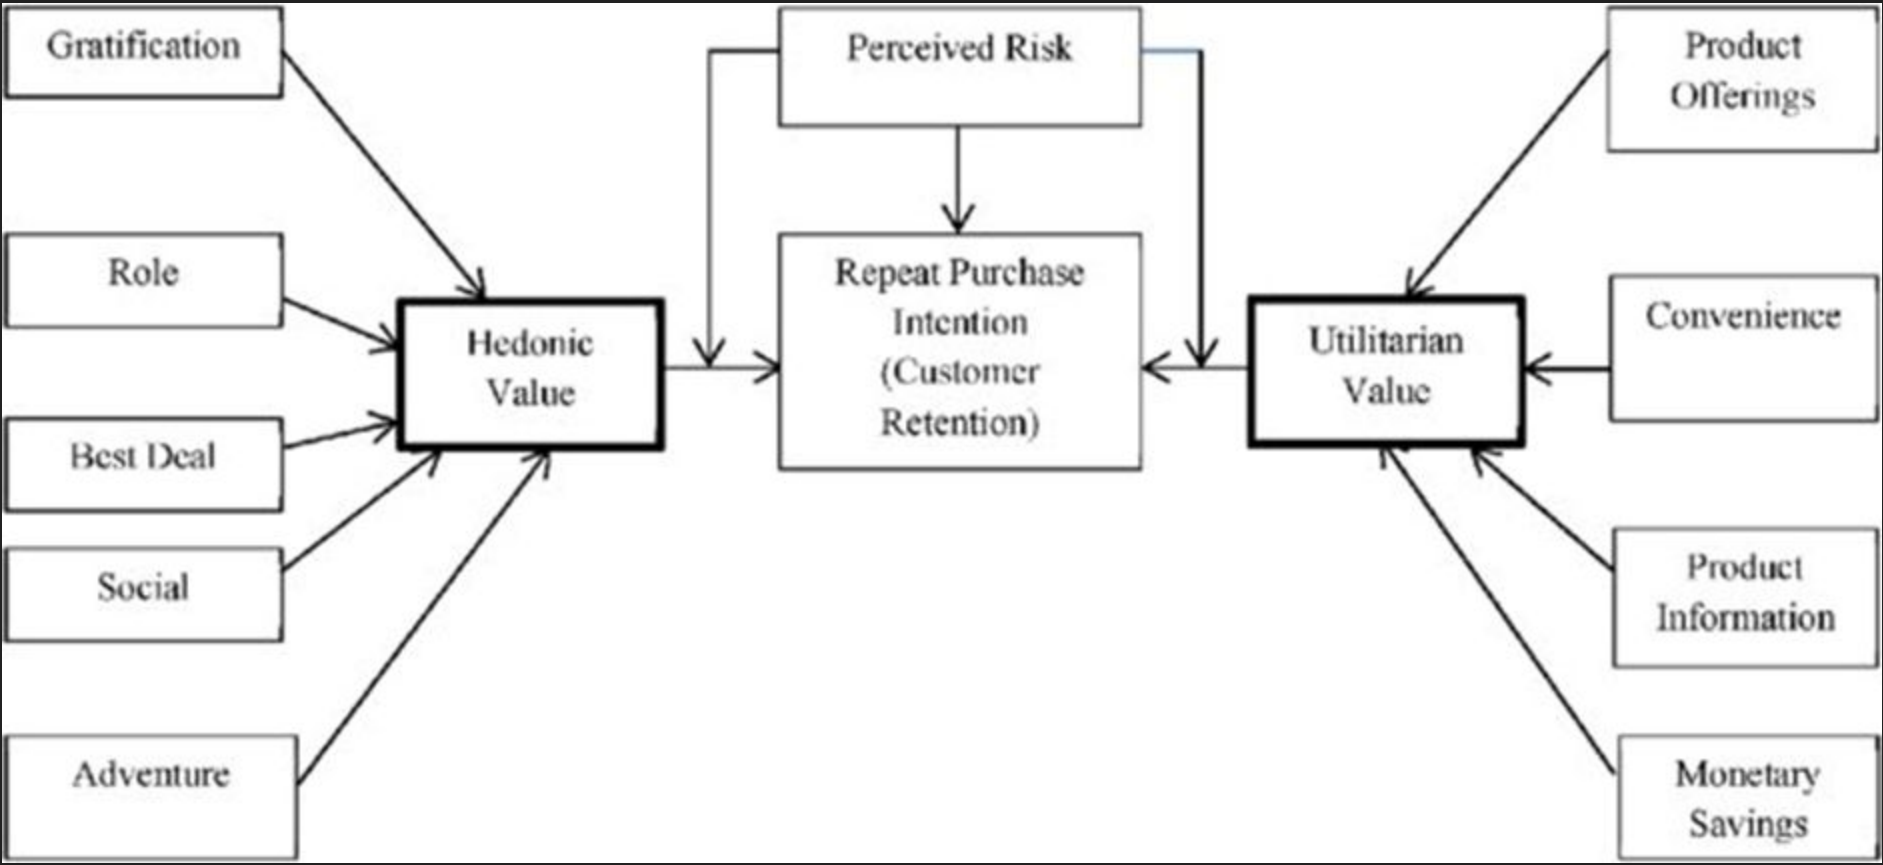 Gratification
Role
Best Deal
Social
Adventure
Hedonic
Value
Perceived Risk
Repeat Purchase
Intention
(Customer
Retention)
Utilitarian
Value
Product
Offerings
Convenience
Product
Information
Monetary
Savings